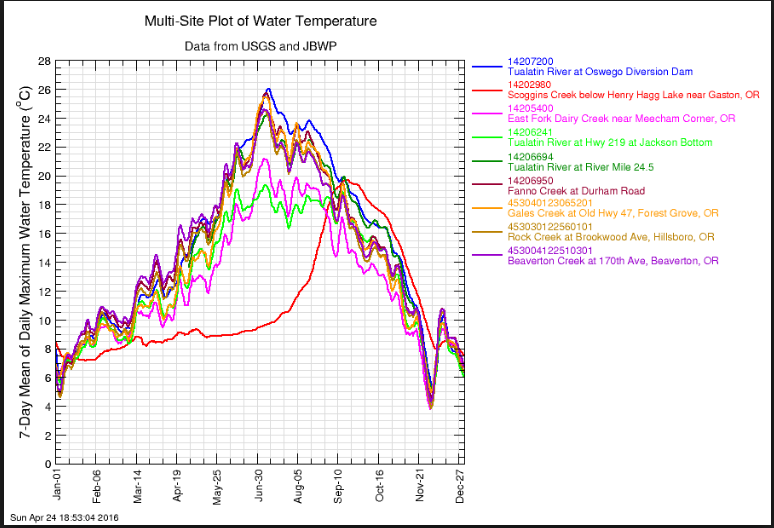 Multi-Site Plot of Water Temperature
Data from USGS and JBWP
7-Day Mean of Daily Maximum Water Temperature (°C)
28
26
24
22
20
18
16
14
12
10
8
6
4
2
0
Jan-01
Feb-06
Mar-14
Apr-19
May-25
Jun-30
Aug-05
Sep-10
Oct-16
Nov-21
Dec-27
14207200
Tualatin River at Oswego Diversion Dam
14202980
Scoggins Creek below Henry Hagg Lake near Gaston, OR
14205400
East Fork Dairy Creek near Meecham Corner, OR
14206241
Tualatin River at Hwy 219 at Jackson Bottom
14206694
Tualatin River at River Mile 24.5
14206950
Fanno Creek at Durham Road
453040123065201
Gales Creek at Old Hwy 47, Forest Grove, OR
453030122560101
Rock Creek at Brookwood Ave, Hillsboro, OR
453004122510301
Beaverton Creek at 170th Ave, Beaverton, OR
Sun Apr 24 18:53:04 2016